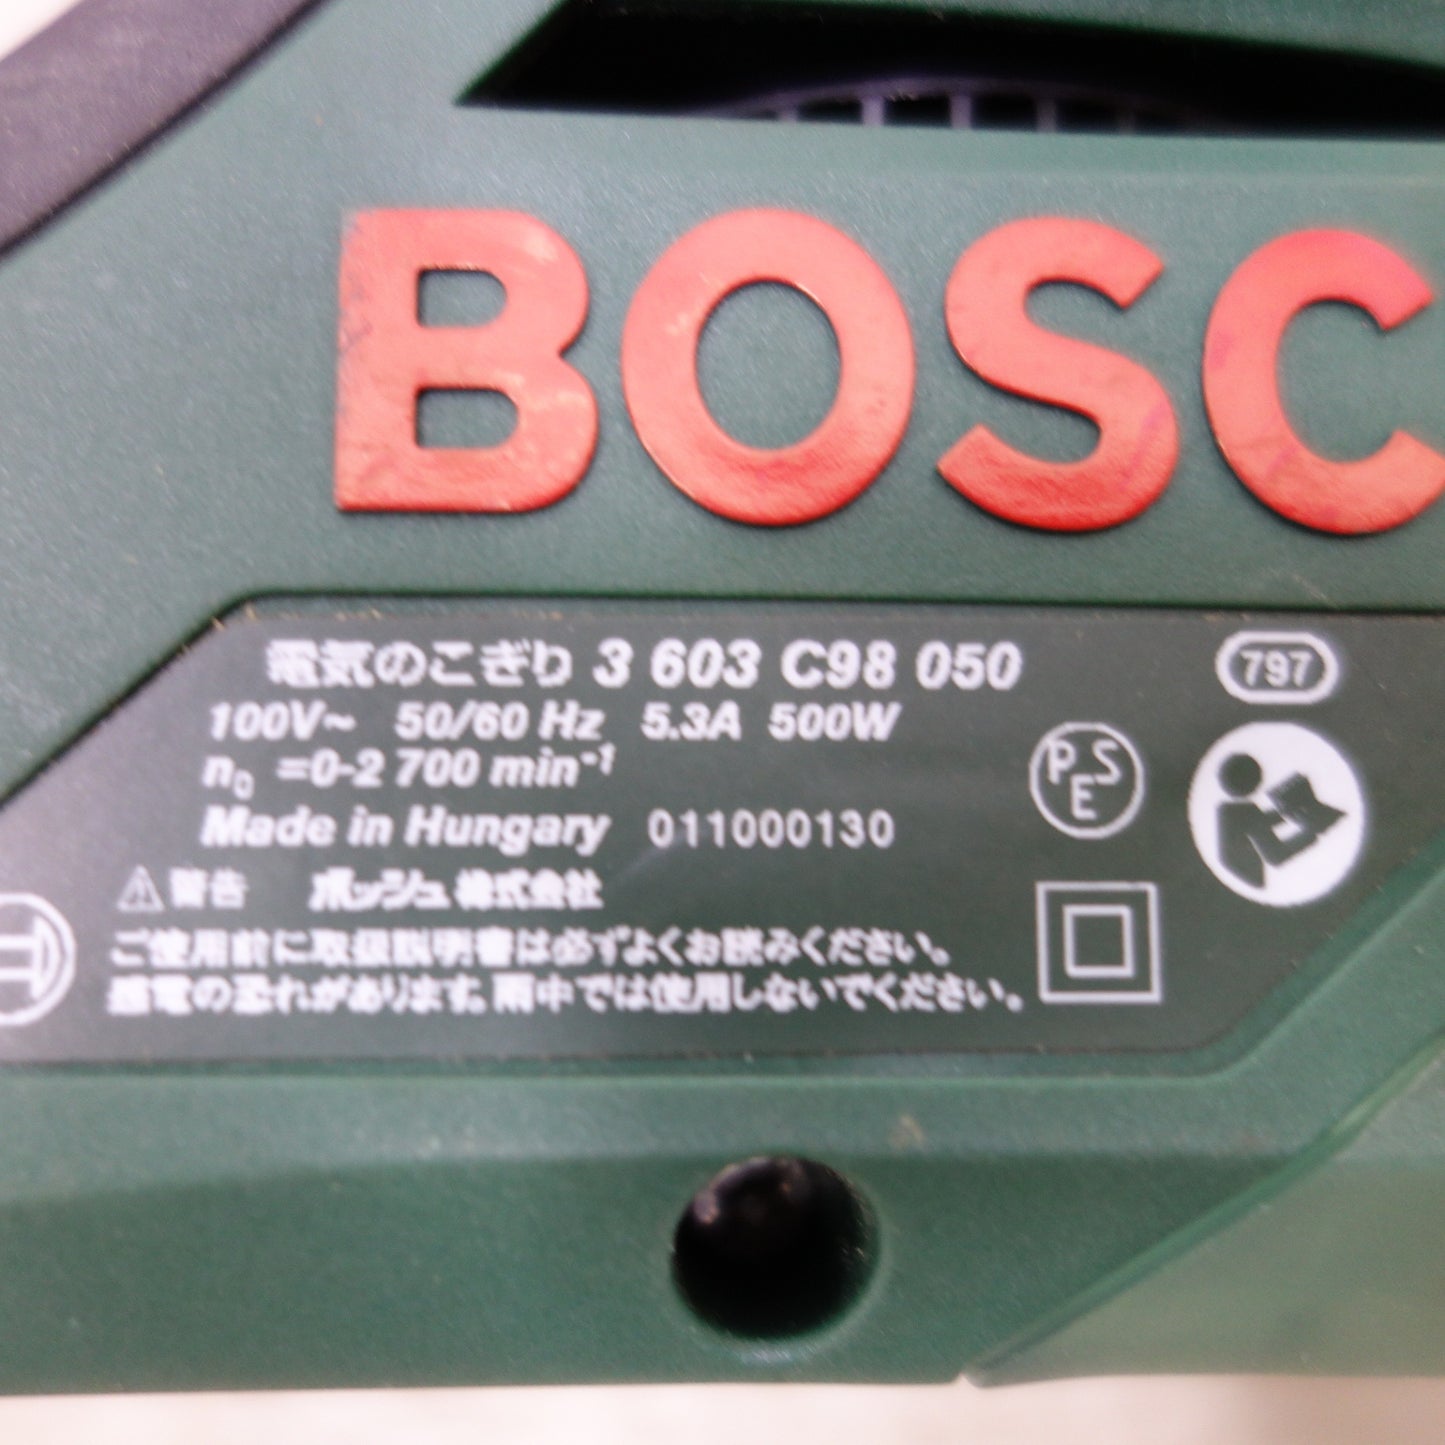 BOSC
電気のこぎり 3 603 C98 050
797
100V~ 50/60 Hz 5.3A 500W
n0 =0-2 700 min-1
PSE
Made in Hungary 011000130
⚠ 警告 ボッシュ株式会社
ご使用前に取扱説明書は必ずよくお読みください。
感電の恐れがあります。雨中では使用しないでください。